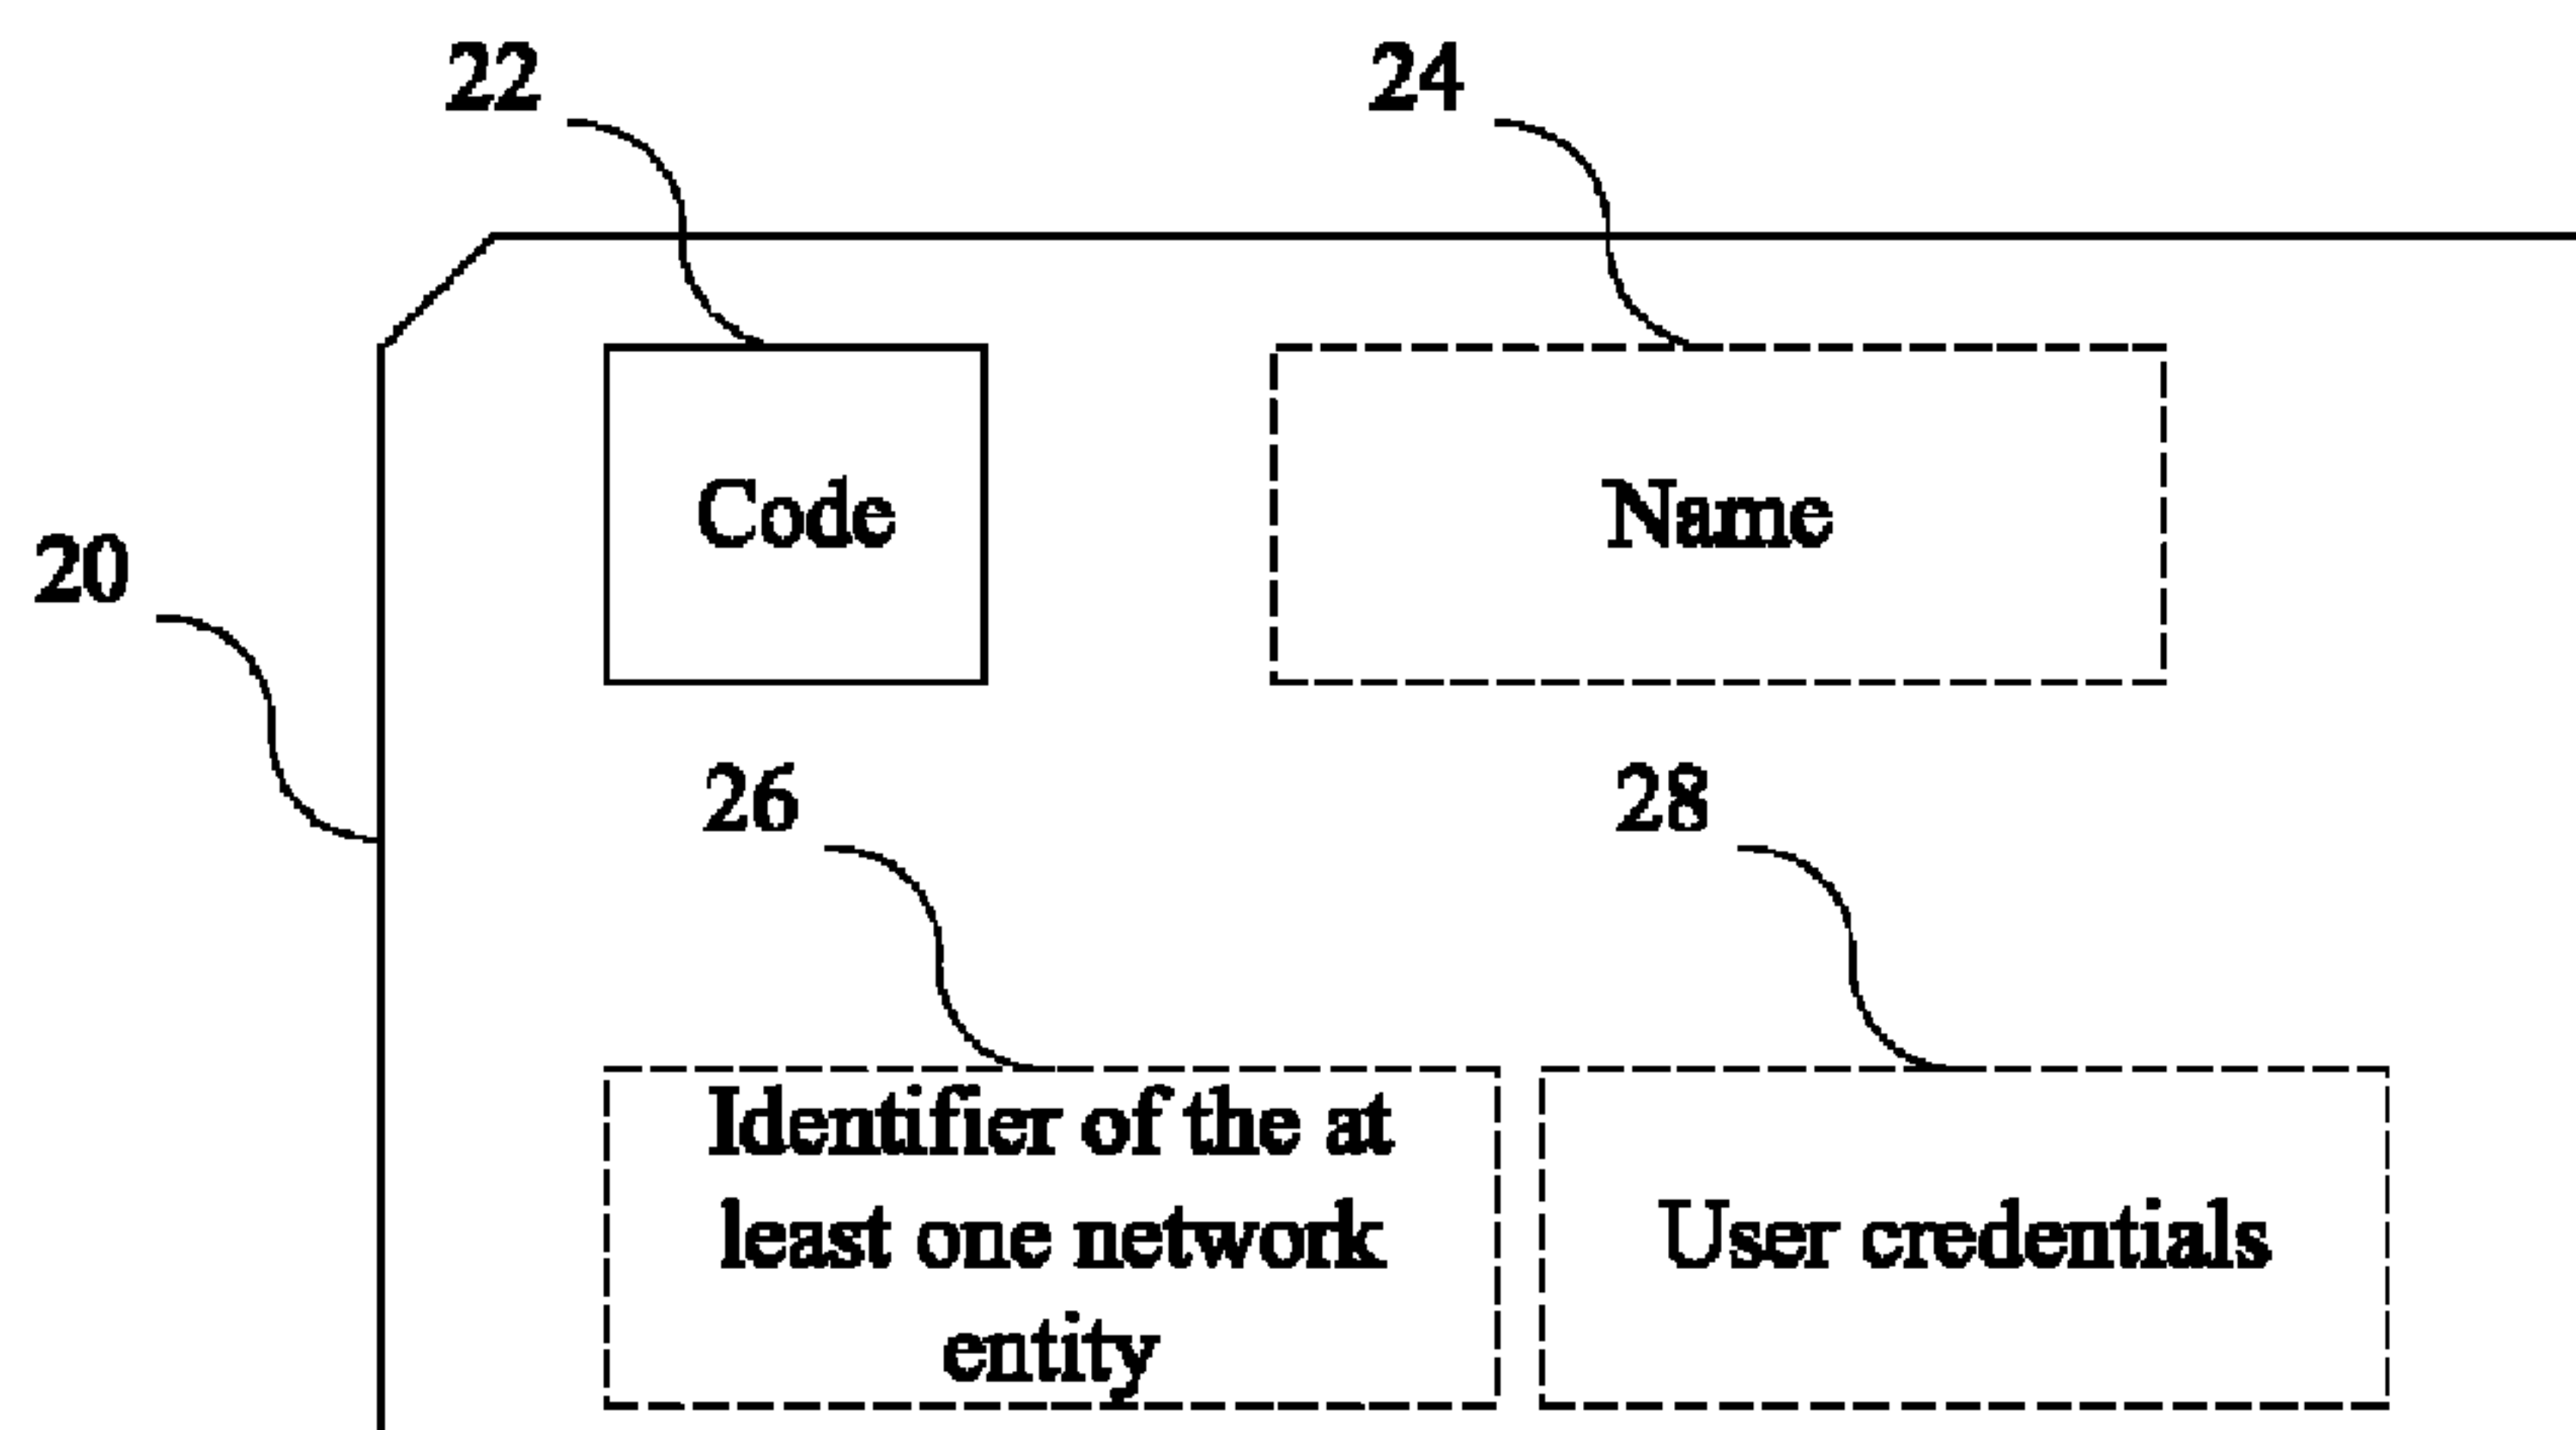 22
24
Code
Name
20
26
28
Identifier of the at
least one network
entity
User credentials